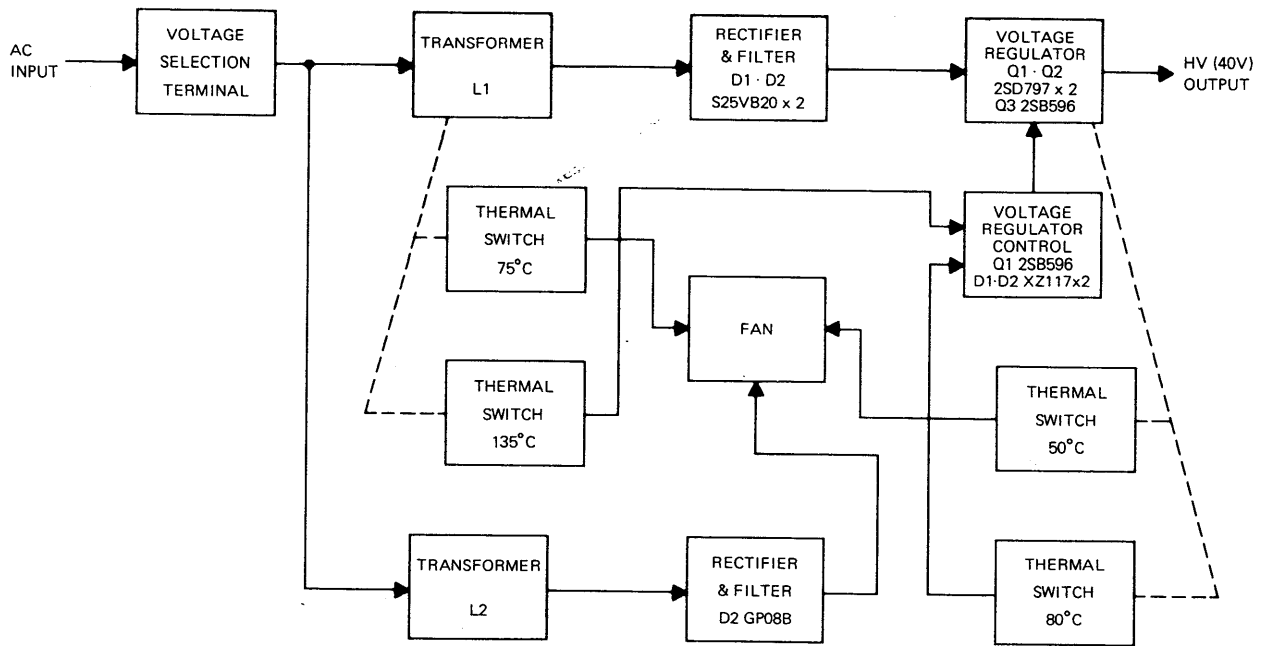 AC
INPUT
VOLTAGE
SELECTION
TERMINAL
TRANSFORMER
L1
RECTIFIER
& FILTER
D1 · D2
S25VB20 x 2
VOLTAGE
REGULATOR
Q1 · Q2
2SD797 x 2
Q3 2SB596
HV (40V)
OUTPUT
THERMAL
SWITCH
75°C
VOLTAGE
REGULATOR
CONTROL
Q1 2SB596
D1·D2 XZ117x2
FAN
THERMAL
SWITCH
135°C
THERMAL
SWITCH
50°C
TRANSFORMER
L2
RECTIFIER
& FILTER
D2 GP08B
THERMAL
SWITCH
80°C